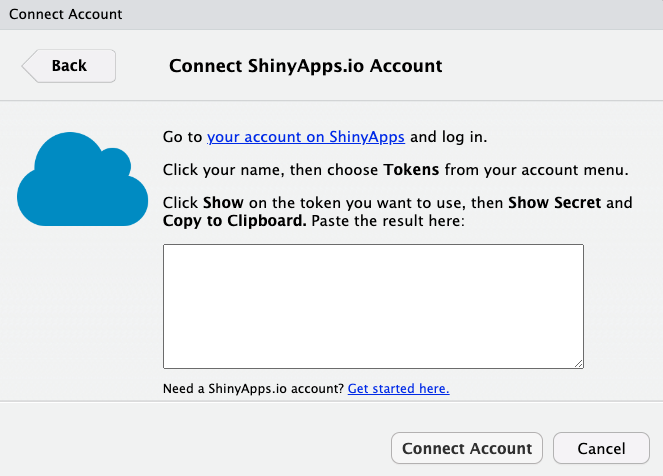 Connect Account
Back
Connect ShinyApps.io Account
Go to your account on ShinyApps and log in.
Click your name, then choose Tokens from your account menu.
Click Show on the token you want to use, then Show Secret and
Copy to Clipboard. Paste the result here:
Need a ShinyApps.io account? Get started here.
Connect Account
Cancel